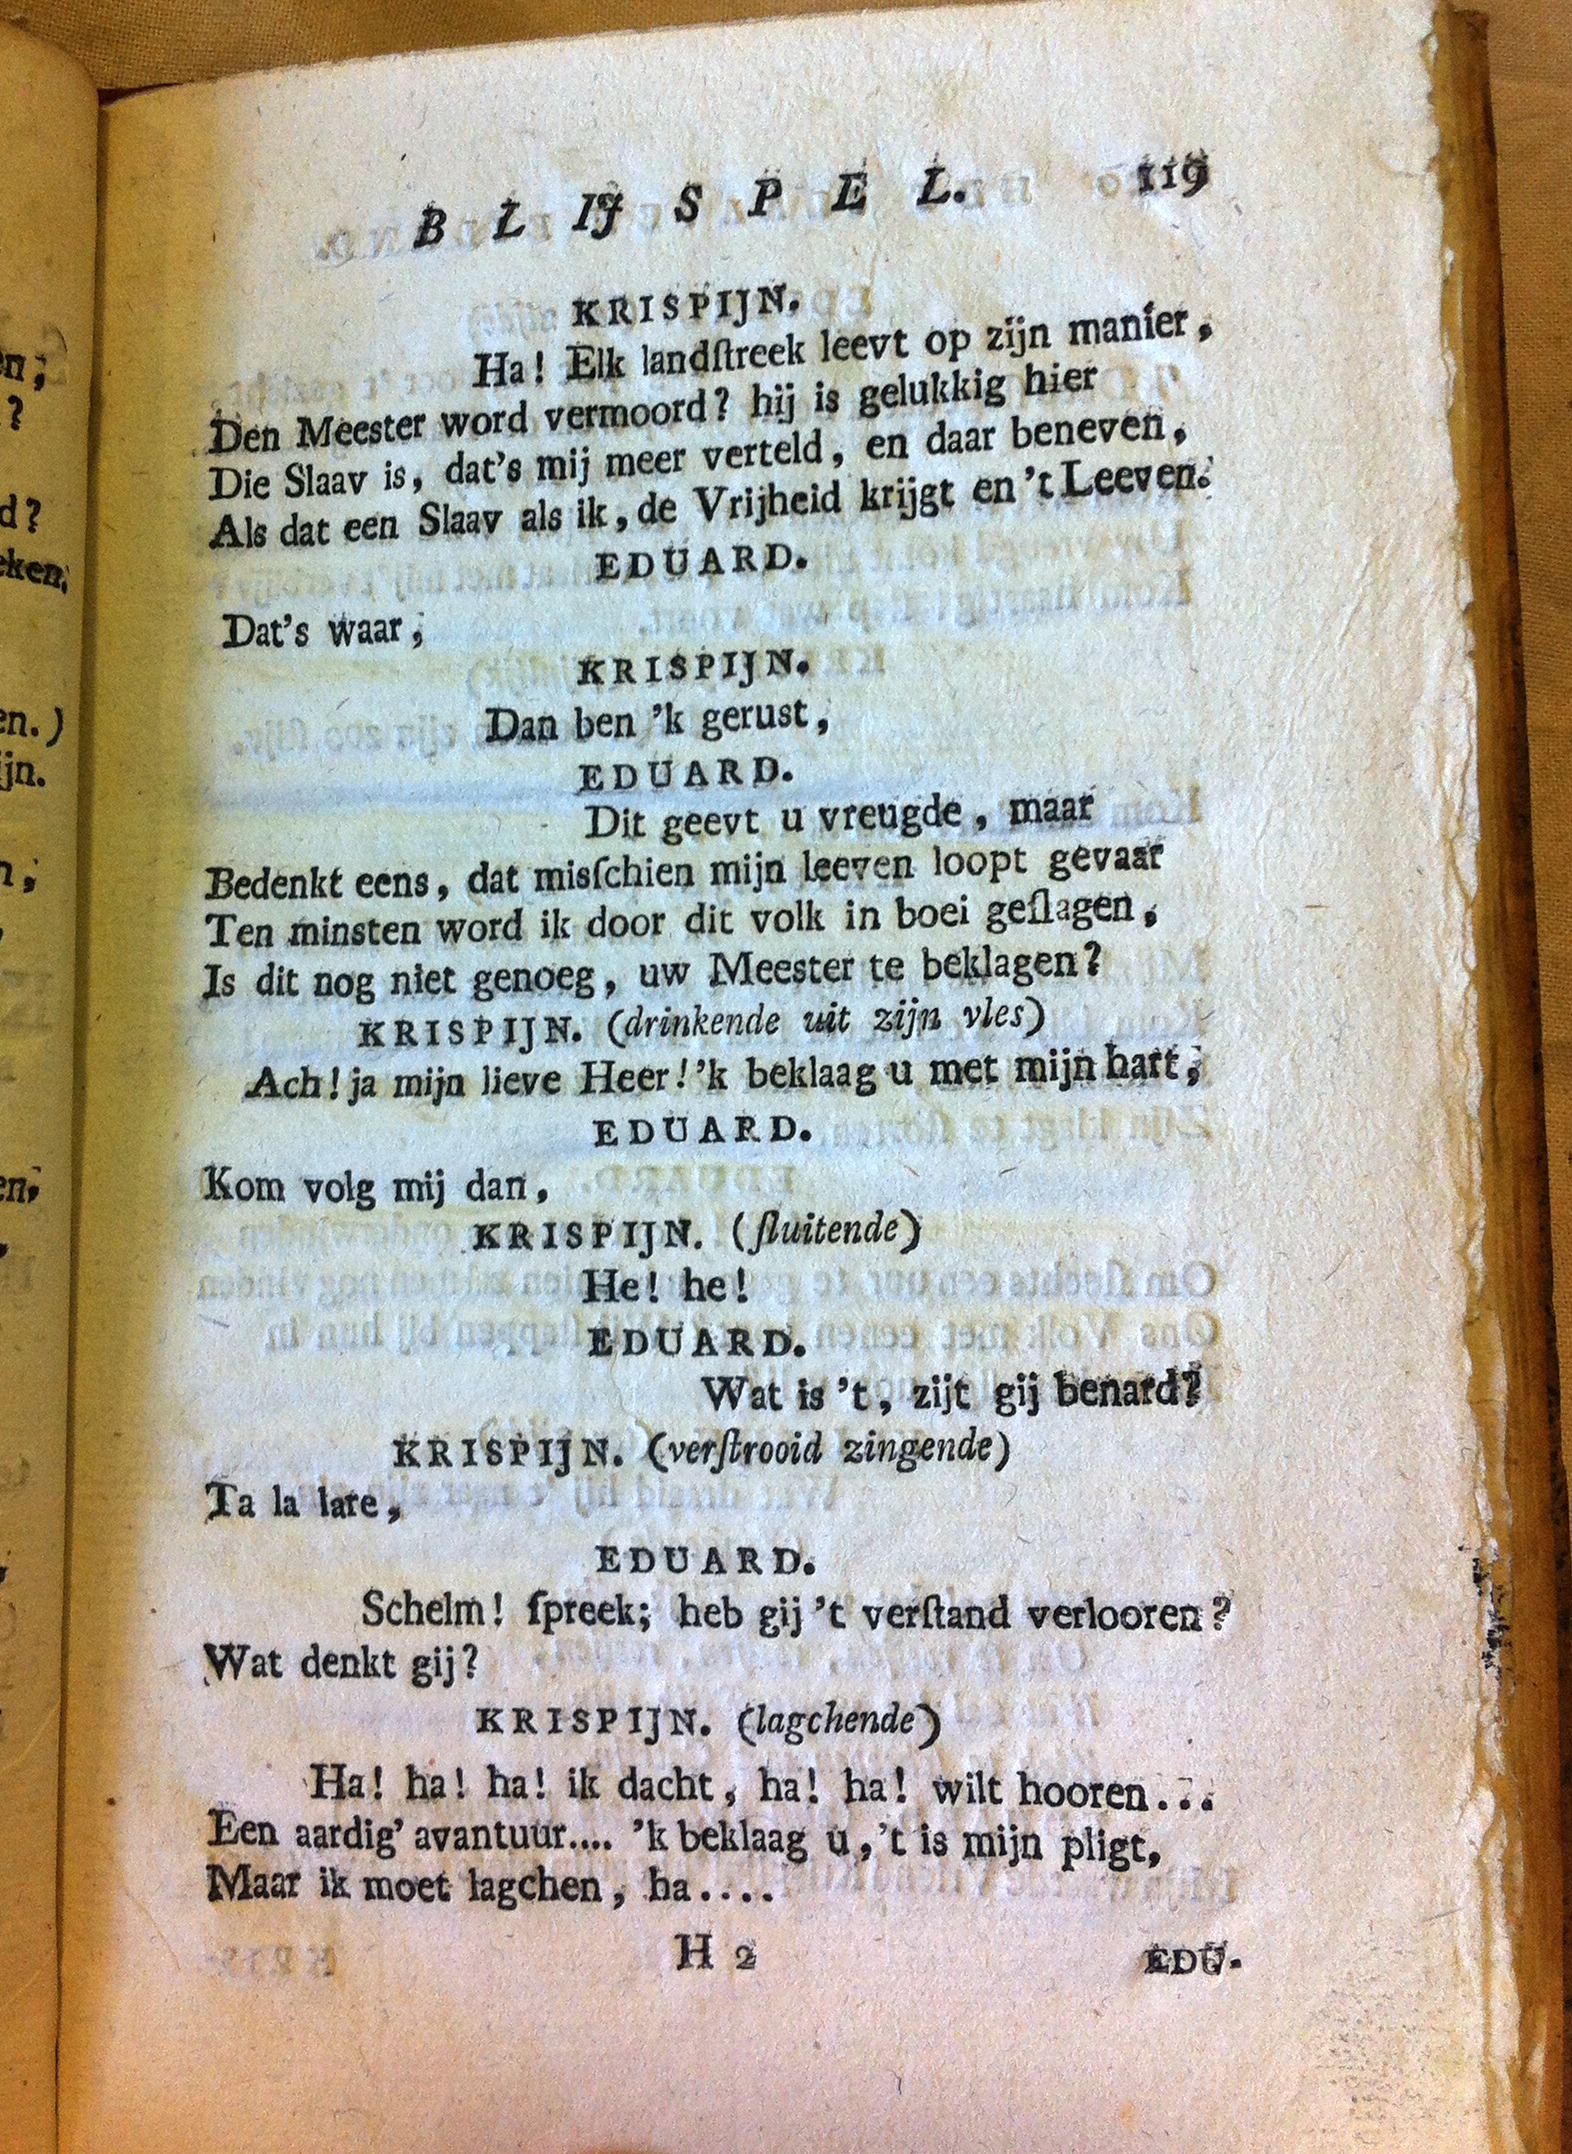 BLIJSPEL. 119
KRISPIJN.
Ha! Elk landſtreek leevt op zijn manier,
Den Meester word vermoord? hij is gelukkig hier
Die Slaav is, dat's mij meer verteld, en daar beneven,
Als dat een Slaav als ik, de Vrijheid krijgt en 't Leeven.
EDUARD.
Dat's waar,
KRISPIJN.
Dan ben 'k gerust,
EDUARD.
Dit geevt u vreugde, maar
Bedenkt eens, dat misſchien mijn leeven loopt gevaar
Ten minsten word ik door dit volk in boei geſlagen,
Is dit nog niet genoeg, uw Meester te beklagen?
KRISPIJN. (drinkende uit zijn vles)
Ach! ja mijn lieve Heer! 'k beklaag u met mijn hart,
EDUARD.
Kom volg mij dan,
KRISPIJN. (fluitende)
He! he!
EDUARD.
Wat is 't, zijt gij benard?
KRISPIJN. (verſtrooid zingende)
Ta la lare,
EDUARD.
Schelm! ſpreek; heb gij 't verſtand verlooren?
Wat denkt gij?
KRISPIJN. (lagchende)
Ha! ha! ha! ik dacht, ha! ha! wilt hooren...
Een aardig' avantuur.... 'k beklaag u, 't is mijn pligt,
Maar ik moet lagchen, ha....
H 2 EDU.